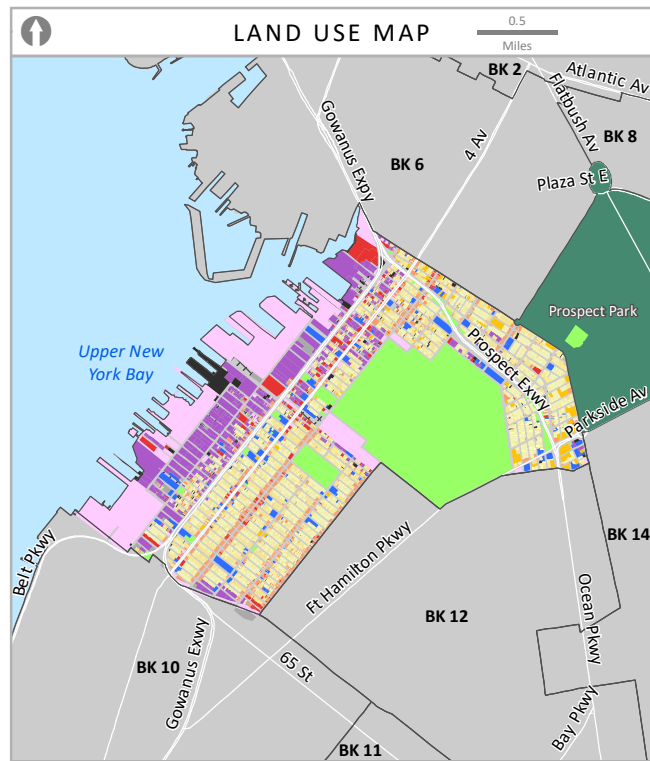 LAND USE MAP
0.5
Miles
BK 2
Atlantic Av
Flatbush Av
Gowanus Expy
4 Av
BK 8
BK 6
Plaza St E
Prospect Park
Upper New
York Bay
Prospect Exwy
Parkside Av
Belt Pkwy
Ft Hamilton Pkwy
BK 14
BK 12
Ocean Pkwy
BK 10
Gowanus Exwy
65 St
Bay Pkwy
BK 11